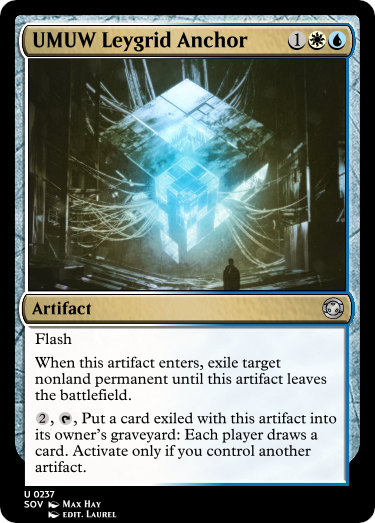 UMUW Leygrid Anchor 1
Artifact
Flash
When this artifact enters, exile target
nonland permanent until this artifact leaves
the battlefield.
2, , Put a card exiled with this artifact into
its owner's graveyard: Each player draws a
card. Activate only if you control another
artifact.
U 0237
SOV Max Hay
edit. Laurel